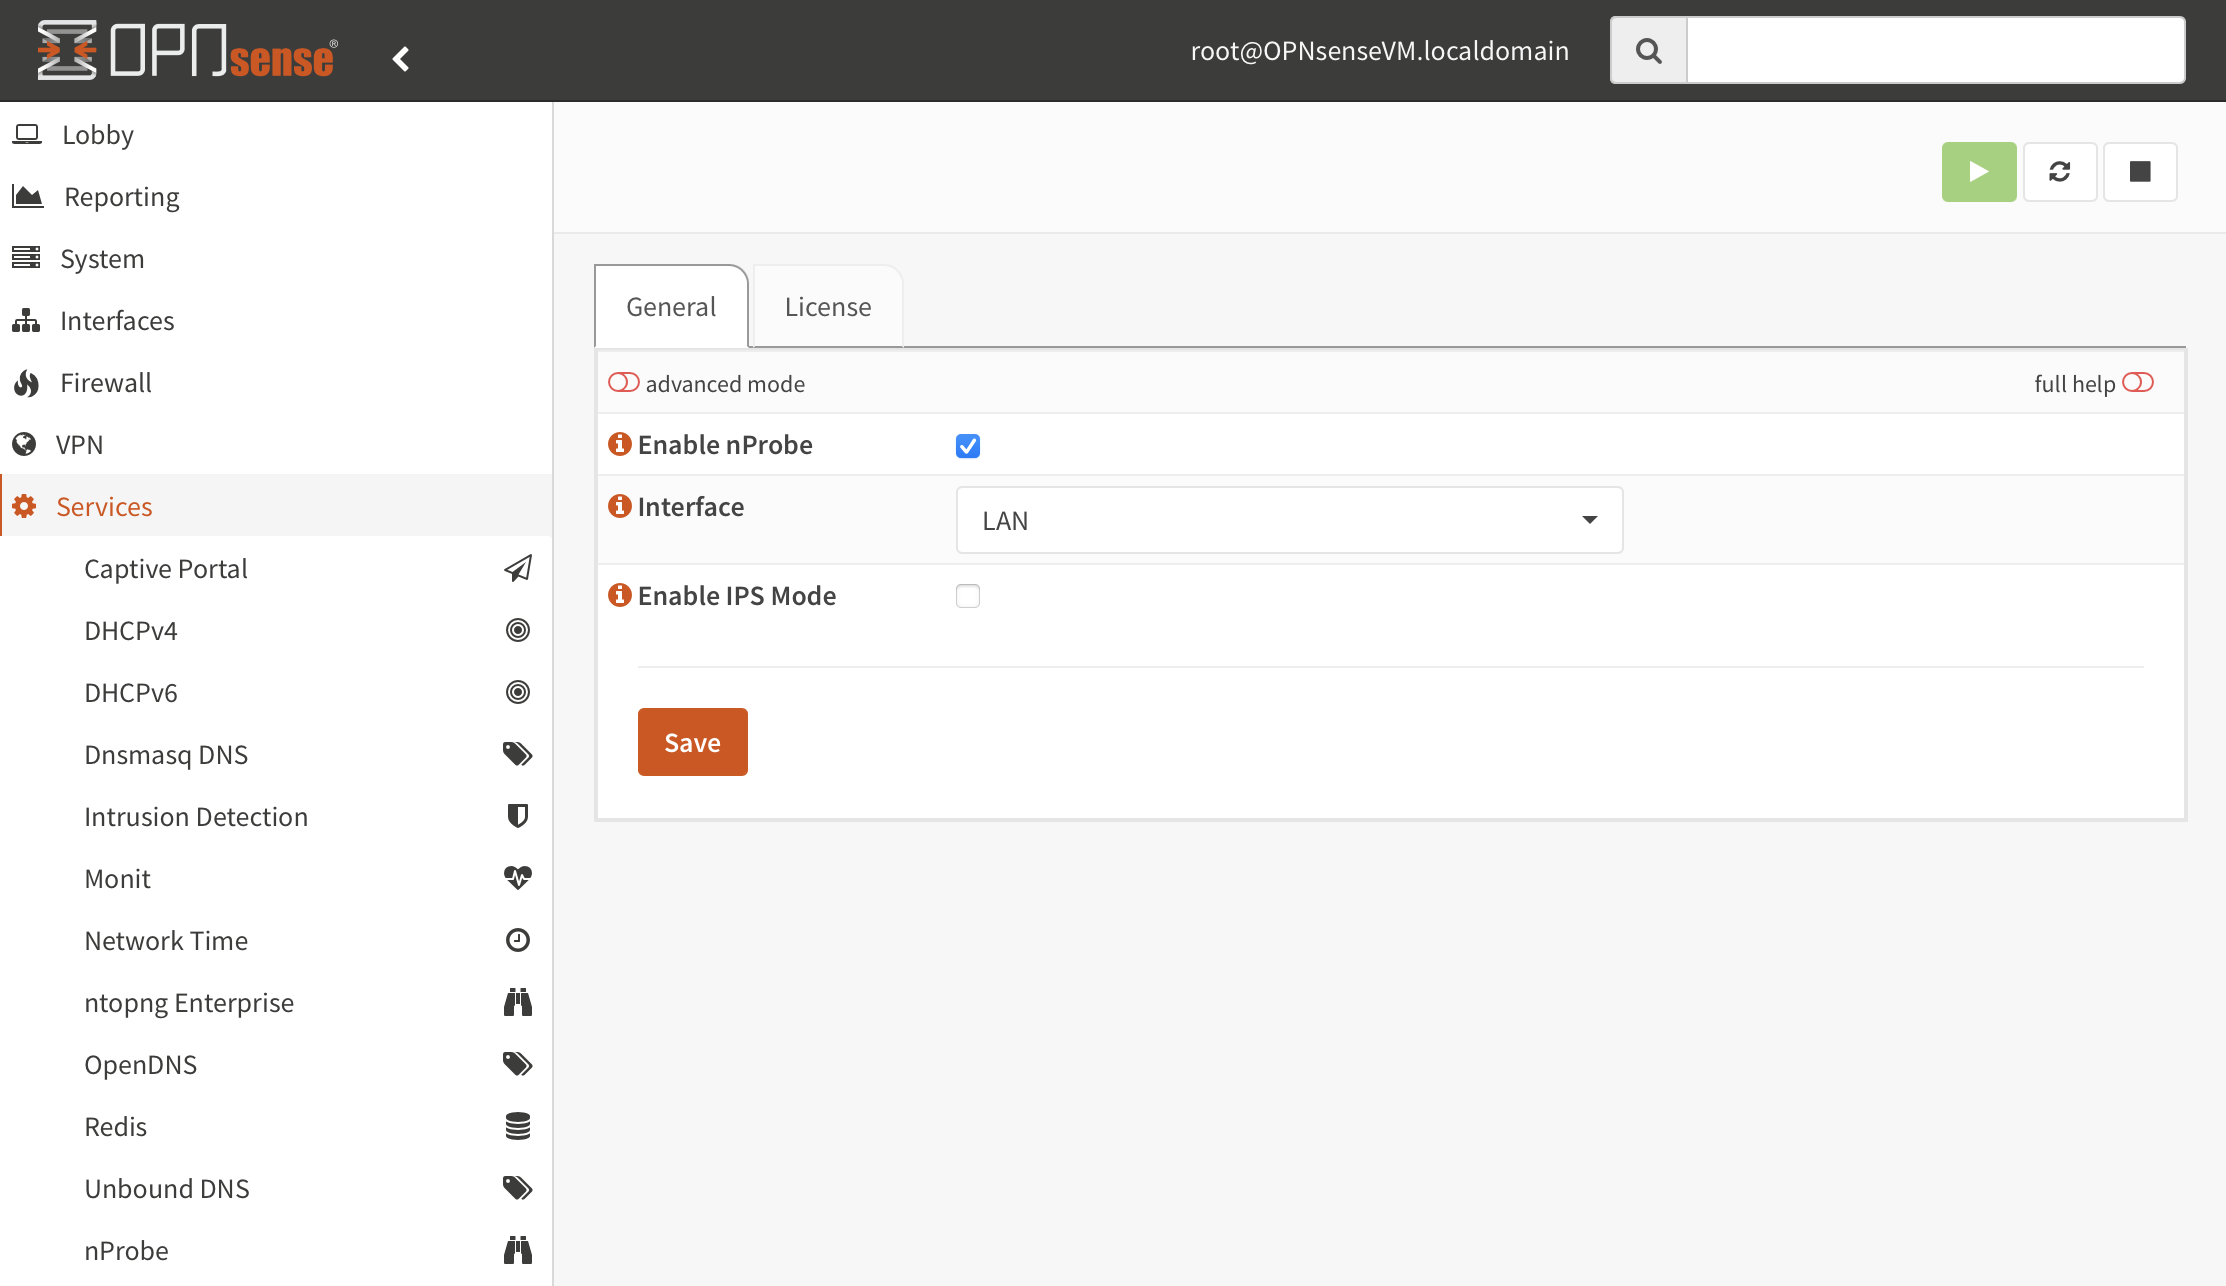 OPNsense®
root@OPNsenseVM.localdomain
Lobby
Reporting
System
Interfaces
Firewall
VPN
Services
Captive Portal
DHCPv4
DHCPv6
Dnsmasq DNS
Intrusion Detection
Monit
Network Time
ntopng Enterprise
OpenDNS
Redis
Unbound DNS
nProbe
General
License
advanced mode
full help
Enable nProbe
Interface
LAN
Enable IPS Mode
Save